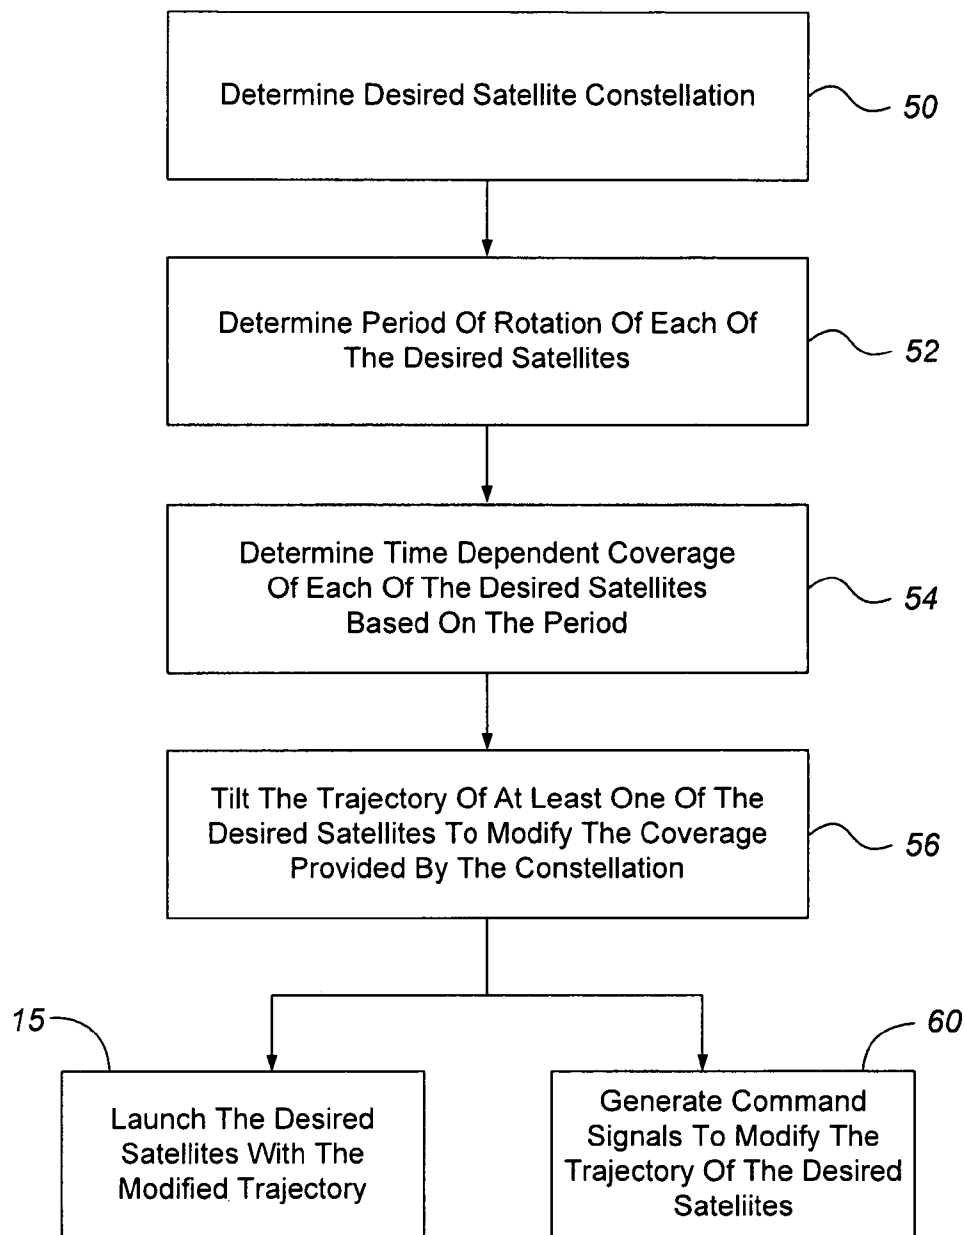 Determine Desired Satellite Constellation
50
Determine Period Of Rotation Of Each Of
The Desired Satellites
52
Determine Time Dependent Coverage
Of Each Of The Desired Satellites
Based On The Period
54
Tilt The Trajectory Of At Least One Of The
Desired Satellites To Modify The Coverage
Provided By The Constellation
56
15
Launch The Desired
Satellites With The
Modified Trajectory
60
Generate Command
Signals To Modify The
Trajectory Of The Desired
Satellites